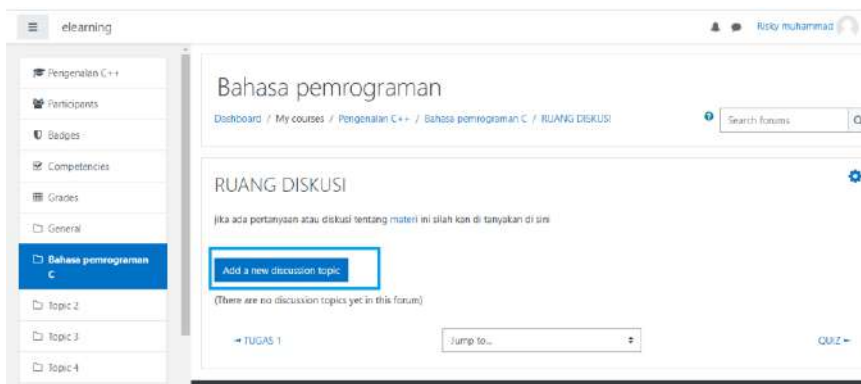 elearning
Risky muhammad
Pengenalan C++
Participants
Badges
Competencies
Grades
General
Bahasa pemrograman
C
Topic 2
Topic 3
Topic 4
Bahasa pemrograman
Dashboard / My courses / Pengenalan C++ / Bahasa pemrograman C / RUANG DISKUSI
Search forums
RUANG DISKUSI
jika ada pertanyaan atau diskusi tentang materi ini silah kan di tanyakan di sini
Add a new discussion topic
(There are no discussion topics yet in this forum)
◄ TUGAS 1
Jump to...
QUIZ ►